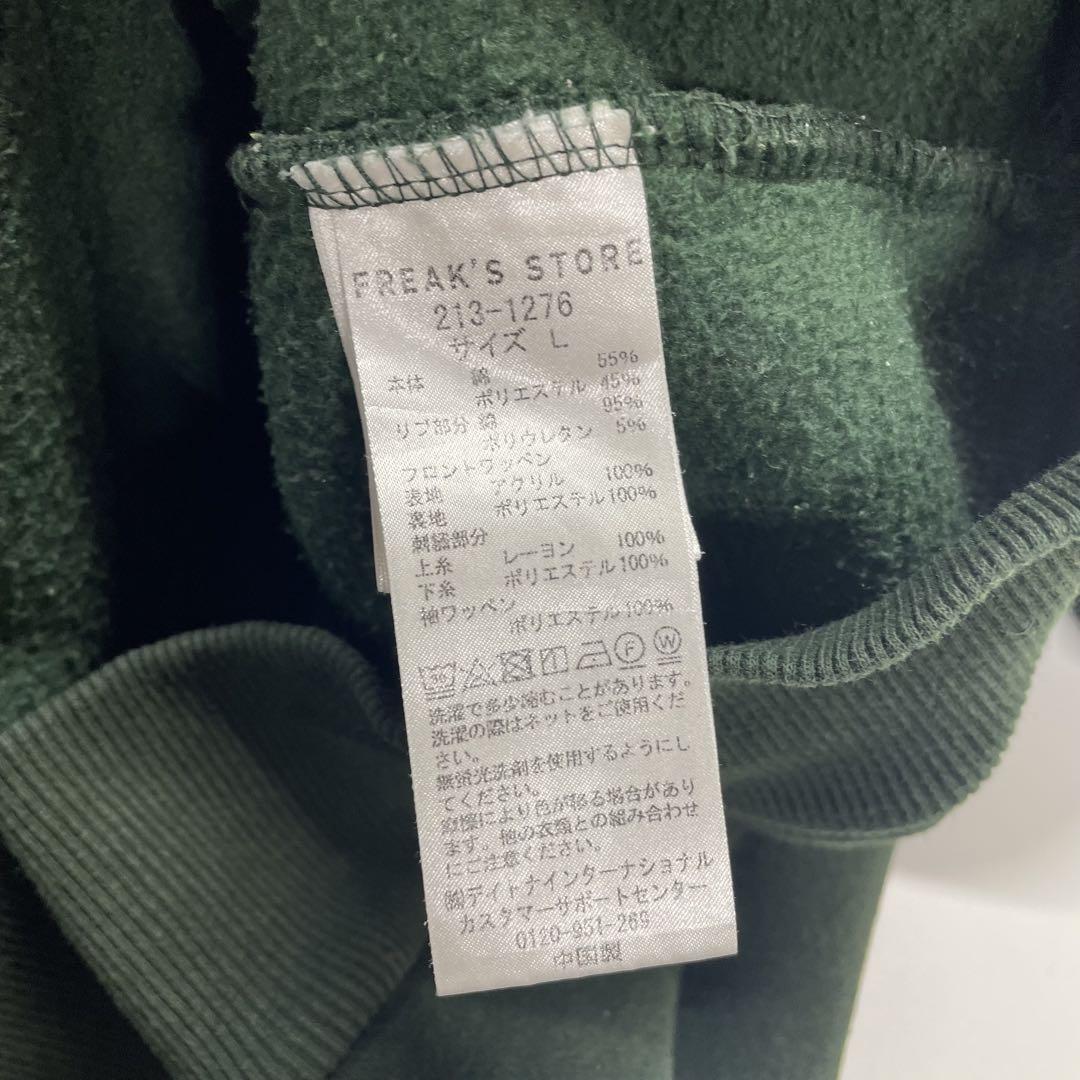 FREAK'S STORE
213-1276
サイズ L
本体 綿 55%
ポリエステル 45%
リブ部分 綿 95%
ポリウレタン 5%
フロントワッペン
表地 アクリル 100%
裏地 ポリエステル100%
刺繍部分
上糸 レーヨン 100%
下糸 ポリエステル100%
袖ワッペン
ポリエステル100%
30 F W
洗濯で多少縮むことがあります。
洗濯の際はネットをご使用くだ
さい。
無蛍光洗剤を使用するようにし
てください。
摩擦により色が移る場合があり
ます。他の衣類との組み合わせ
にご注意ください。
㈱デイトナインターナショナル
カスタマーサポートセンター
0120-951-269
中国製